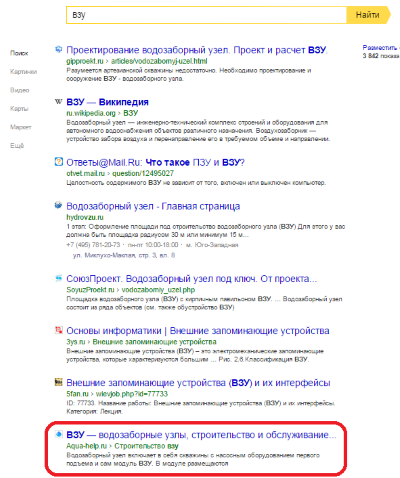 ВЗУ
Найти
Поиск
Картинки
Видео
Карты
Маркет
Ещё
Разместить
3 842 показа
Проектирование водозаборный узел. Проект и расчет ВЗУ
gipproekt.ru › articles/vodozabornyj-uzel.html
Разумеется артезианской скважины недостаточно. Необходимо проектирование и
сооружение ВЗУ - водозаборного узла.
ВЗУ — Википедия
ru.wikipedia.org › ВЗУ
Водозаборный узел — инженерно-технический комплекс строений и оборудования для
автономного водоснабжения объектов различного назначения. Воздухозаборник —
устройство забора воздуха и перенаправления его в требуемом объеме и направлении.
Ответы@Mail.Ru: Что такое ПЗУ и ВЗУ?
otvet.mail.ru › question/12495027
Целостность содержимого ВЗУ не зависит от того, включен или выключен компьютер.
Водозаборный узел - Главная страница
hydrovzu.ru
1 этап: Оформление площади под строительство водозаборного узла (ВЗУ) Для этого у вас
должна быть площадка радиусом 30 м или минимум 15 м...
+7 (495) 781-20-73 · пн-пт 10:00-18:00 · м. Юго-Западная
ул. Миклухо-Маклая, стр. 3, вл. 8
СоюзПроект. Водозаборный узел под ключ. От проекта...
SoyuzProekt.ru › vodozaborniy_uzel.php
Площадка водозаборного узла (ВЗУ) с кирпичным павильоном ВЗУ. ... Водозаборный узел
состоит из ряда объектов (см. также обустройство ВЗУ)
Основы информатики | Внешние запоминающие устройства
3ys.ru › Внешние запоминающие устройства
Внешние запоминающие устройства (ВЗУ) – это электромеханические запоминающие
устройства, которые характеризуются большим ... Рис. 2.6.Классификация ВЗУ.
Внешние запоминающие устройства (ВЗУ) и их интерфейсы
5fan.ru › wievjob.php?id=77733
ID: 77733. Название работы: Внешние запоминающие устройства (ВЗУ) и их интерфейсы.
Категория: Лекция.
ВЗУ — водозаборные узлы, строительство и обслуживание...
Aqua-help.ru › Строительство взу
Водозаборный узел включает в себя скважины с насосным оборудованием первого
подъема и сам модуль ВЗУ. В модуле размещаются